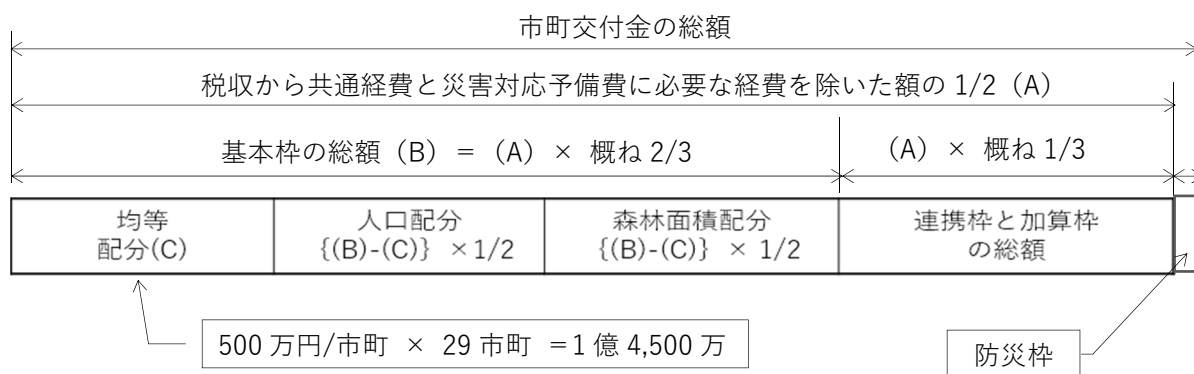 市町交付金の総額
税収から共通経費と災害対応予備費に必要な経費を除いた額の 1/2（A）
基本枠の総額（B） ＝ （A） × 概ね 2/3
（A） × 概ね 1/3
均等
配分(C)
人口配分
{(B)-(C)} × 1/2
森林面積配分
{(B)-(C)} × 1/2
連携枠と加算枠
の総額
500 万円/市町 × 29 市町 ＝1 億 4,500 万
防災枠